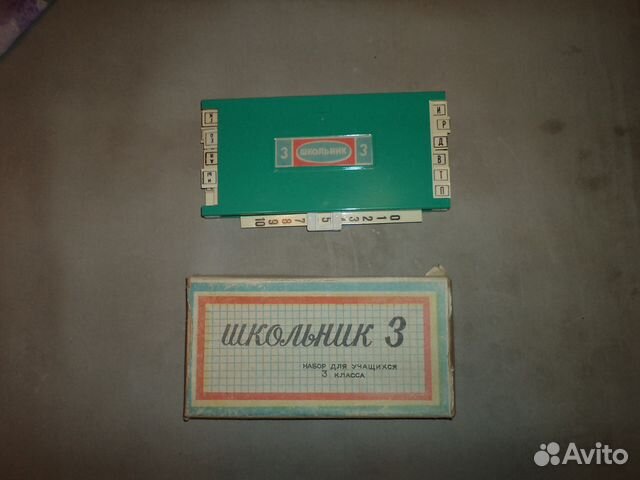 И
Р
Д
В
Т
П
3 ШКОЛЬНИК 3
10 9 8 7 5 4 3 2 1 0
школьник 3
НАБОР ДЛЯ УЧАЩИХСЯ
3 КЛАССА
Avito